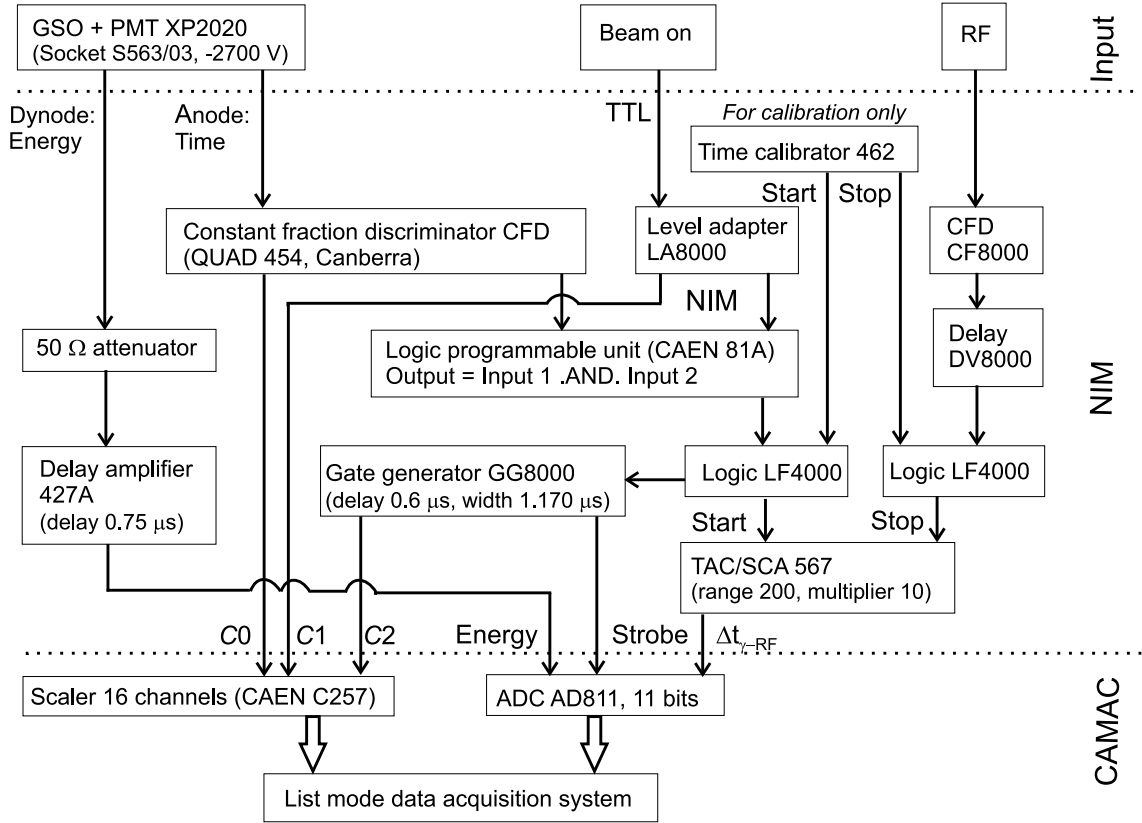 GSO + PMT XP2020
(Socket S563/03, -2700 V)
Beam on
RF
Input
Dynode:
Energy
Anode:
Time
TTL
For calibration only
Time calibrator 462
Start
Stop
Constant fraction discriminator CFD
(QUAD 454, Canberra)
Level adapter
LA8000
CFD
CF8000
NIM
50 Ω attenuator
Logic programmable unit (CAEN 81A)
Output = Input 1 .AND. Input 2
Delay
DV8000
NIM
Delay amplifier
427A
(delay 0.75 μs)
Gate generator GG8000
(delay 0.6 μs, width 1.170 μs)
Logic LF4000
Logic LF4000
Start
Stop
TAC/SCA 567
(range 200, multiplier 10)
C0
C1
C2
Energy
Strobe
Δtγ–RF
Scaler 16 channels (CAEN C257)
ADC AD811, 11 bits
CAMAC
List mode data acquisition system